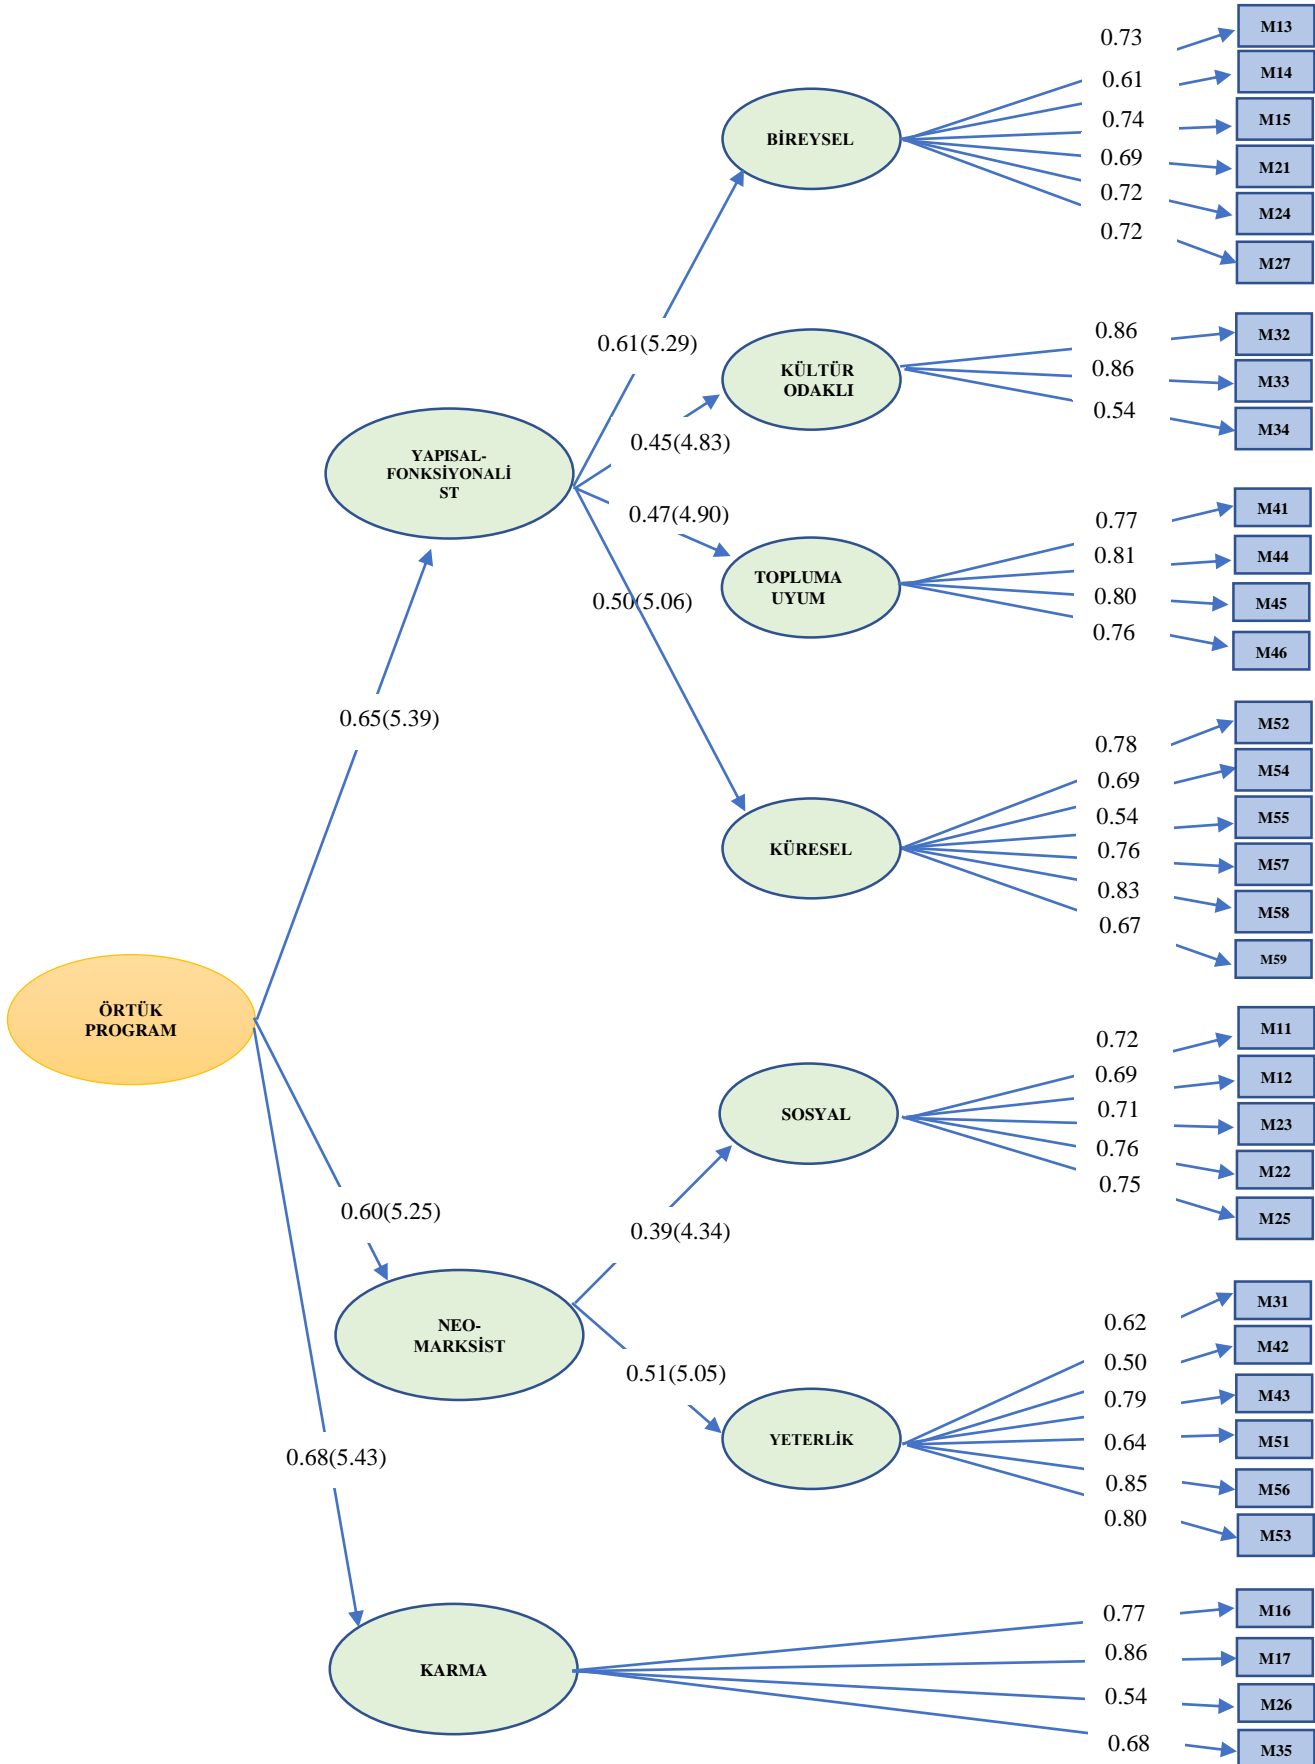 0.73
M13
0.61
M14
0.74
M15
BİREYSEL
0.69
M21
0.72
M24
0.72
M27
0.61(5.29)
0.86
M32
KÜLTÜR
ODAKLI
0.86
M33
0.54
M34
0.45(4.83)
YAPISAL-
FONKSİYONALİ
ST
0.47(4.90)
0.77
M41
0.81
M44
TOPLUMA
UYUM
0.80
M45
0.76
M46
0.50(5.06)
0.65(5.39)
0.78
M52
0.69
M54
0.54
M55
KÜRESEL
0.76
M57
0.83
M58
0.67
M59
ÖRTÜK
PROGRAM
0.72
M11
0.69
M12
SOSYAL
0.71
M23
0.76
M22
0.75
M25
0.60(5.25)
0.39(4.34)
NEO-
MARKSİST
0.51(5.05)
0.62
M31
0.50
M42
0.79
M43
YETERLİK
0.64
M51
0.85
M56
0.80
M53
0.68(5.43)
KARMA
0.77
M16
0.86
M17
0.54
M26
0.68
M35